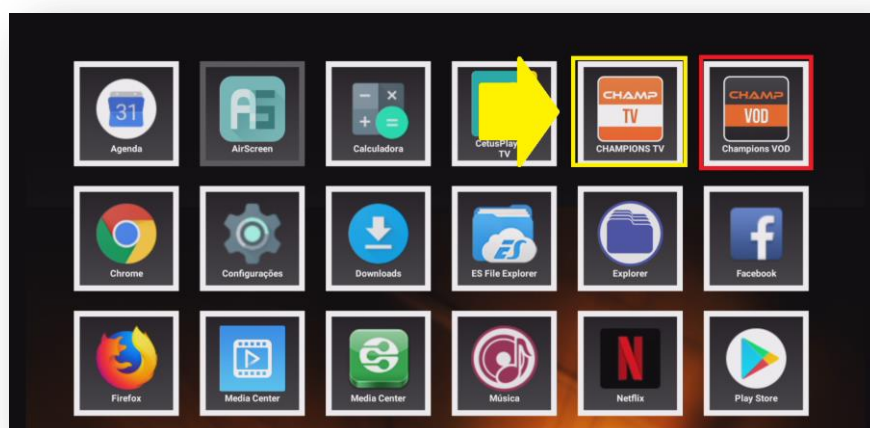 31
Agenda
AS
AirScreen
Calculadora
CetusPlay
TV
CHAMP
TV
CHAMPIONS TV
CHAMP
VOD
Champions VOD
Chrome
Configurações
Downloads
ES
ES File Explorer
Explorer
Facebook
Firefox
Media Center
Media Center
Música
Netflix
Play Store